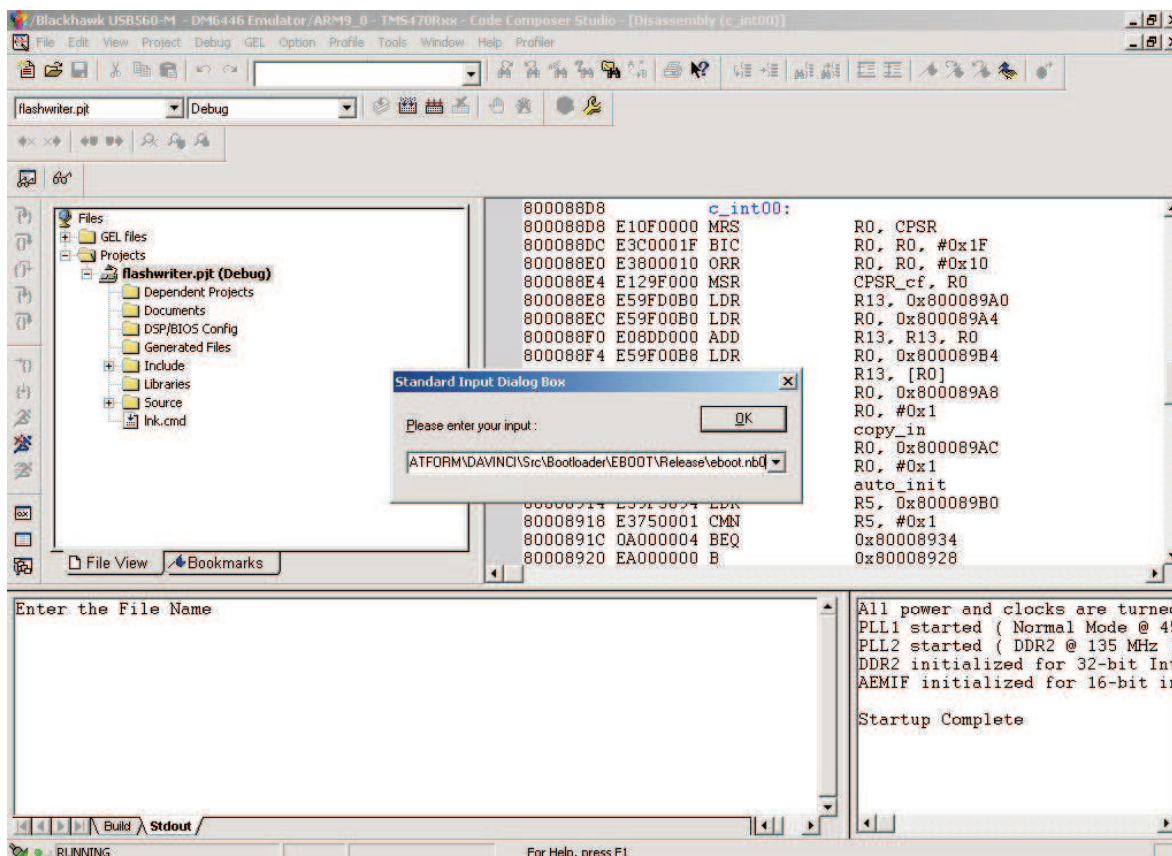 /Blackhawk USB560-M - DM6446 Emulator/ARM9_0 - TMS470Rxx - Code Composer Studio - [Disassembly (c_int00)]
File Edit View Project Debug GEL Option Profile Tools Window Help Profiler
flashwriter.pjt Debug
Files
GEL files
Projects
flashwriter.pjt (Debug)
Dependent Projects
Documents
DSP/BIOS Config
Generated Files
Include
Libraries
Source
lnk.cmd
File View Bookmarks
800088D8 c_int00:
800088D8 E10F0000 MRS R0, CPSR
800088DC E3C0001F BIC R0, R0, #0x1F
800088E0 E3800010 ORR R0, R0, #0x10
800088E4 E129F000 MSR CPSR_cf, R0
800088E8 E59FD0B0 LDR R13, 0x800089A0
800088EC E59F00B0 LDR R0, 0x800089A4
800088F0 E08DD000 ADD R13, R13, R0
800088F4 E59F00B8 LDR R0, 0x800089B4
R13, [R0]
R0, 0x800089A8
R0, #0x1
copy_in
R0, 0x800089AC
R0, #0x1
auto_init
R5, 0x800089B0
80008918 E3750001 CMN R5, #0x1
8000891C 0A000004 BEQ 0x80008934
80008920 EA000000 B 0x80008928
Standard Input Dialog Box
Please enter your input :
OK
ATFORM\DAVINCI\Src\Bootloader\EBOOT\Release\eboot.nb0
Enter the File Name
Build Stdout
All power and clocks are turned
PLL1 started ( Normal Mode @ 45
PLL2 started ( DDR2 @ 135 MHz
DDR2 initialized for 32-bit Int
AEMIF initialized for 16-bit in
Startup Complete
RUNNING
For Help, press F1